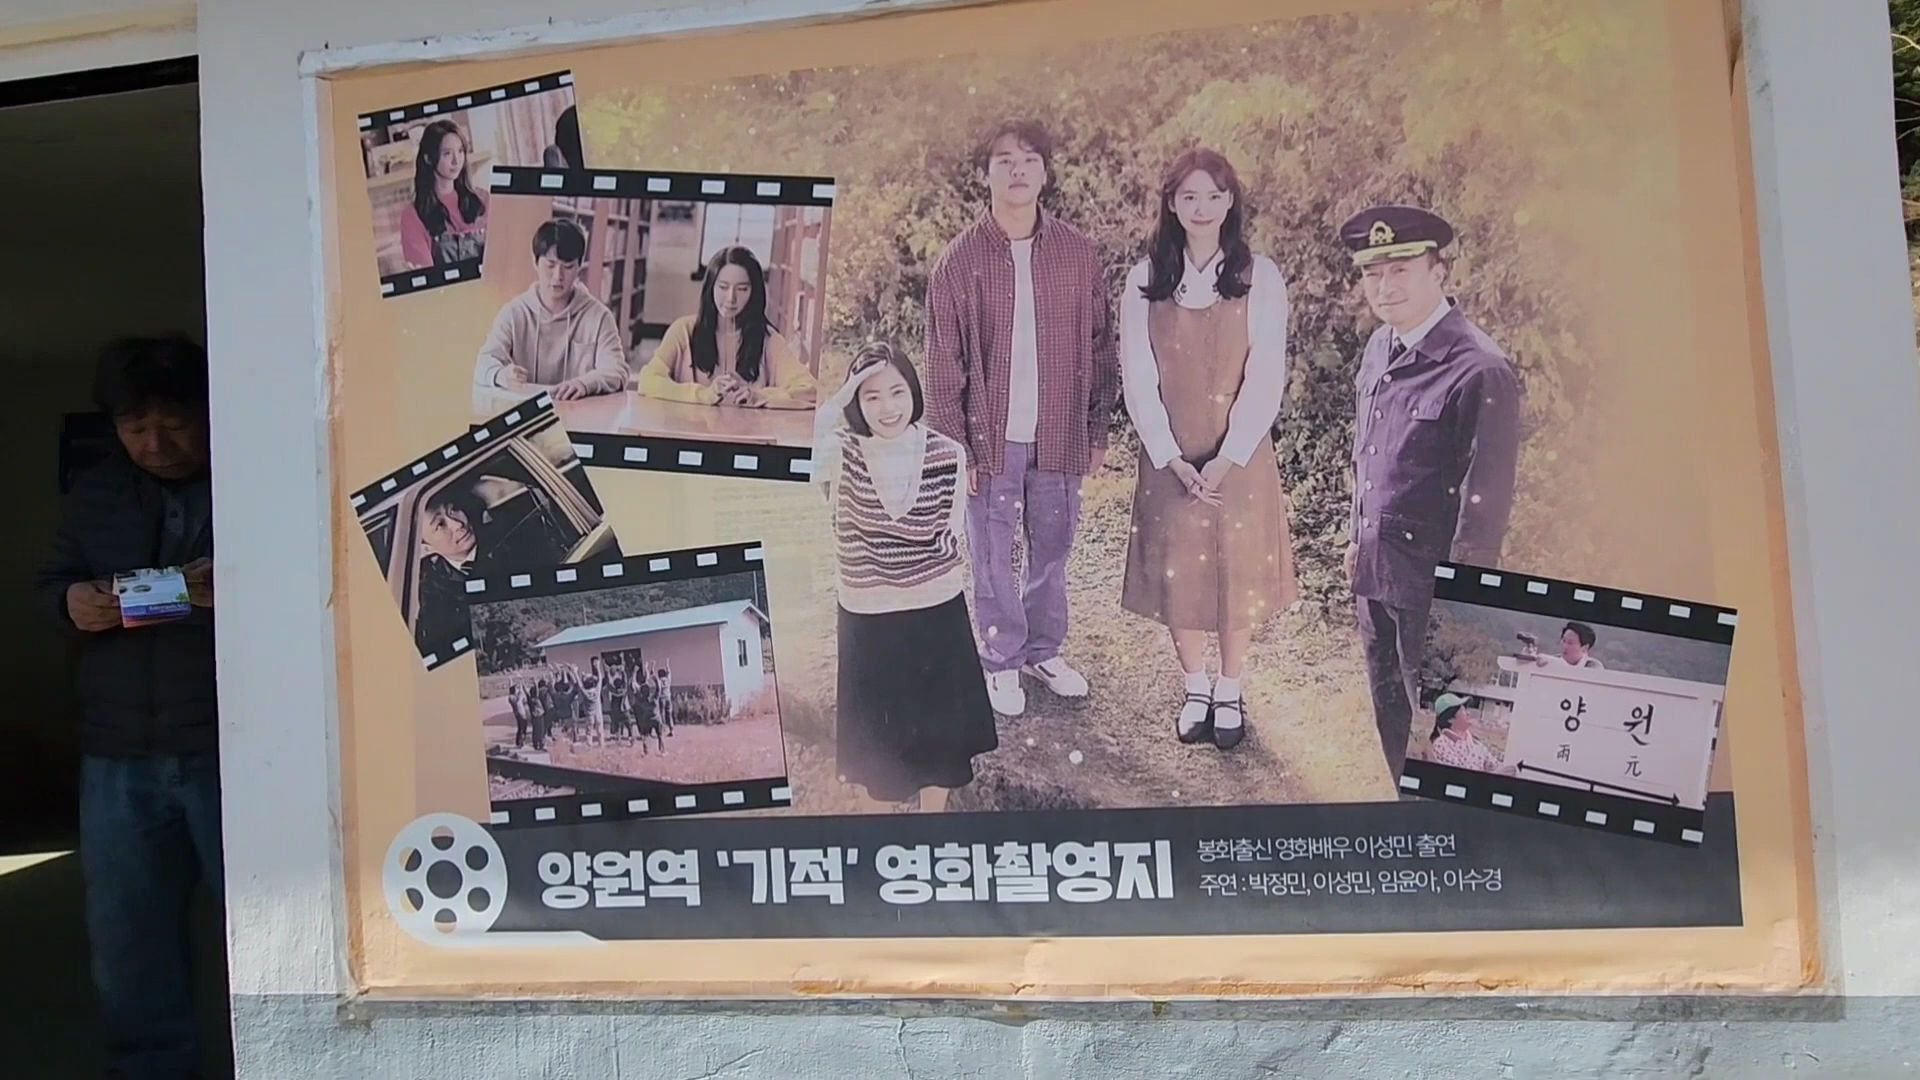 양원
兩元
양원역 '기적' 영화촬영지
봉화출신 영화배우 이성민 출연
주연 : 박정민, 이성민, 임윤아, 이수경